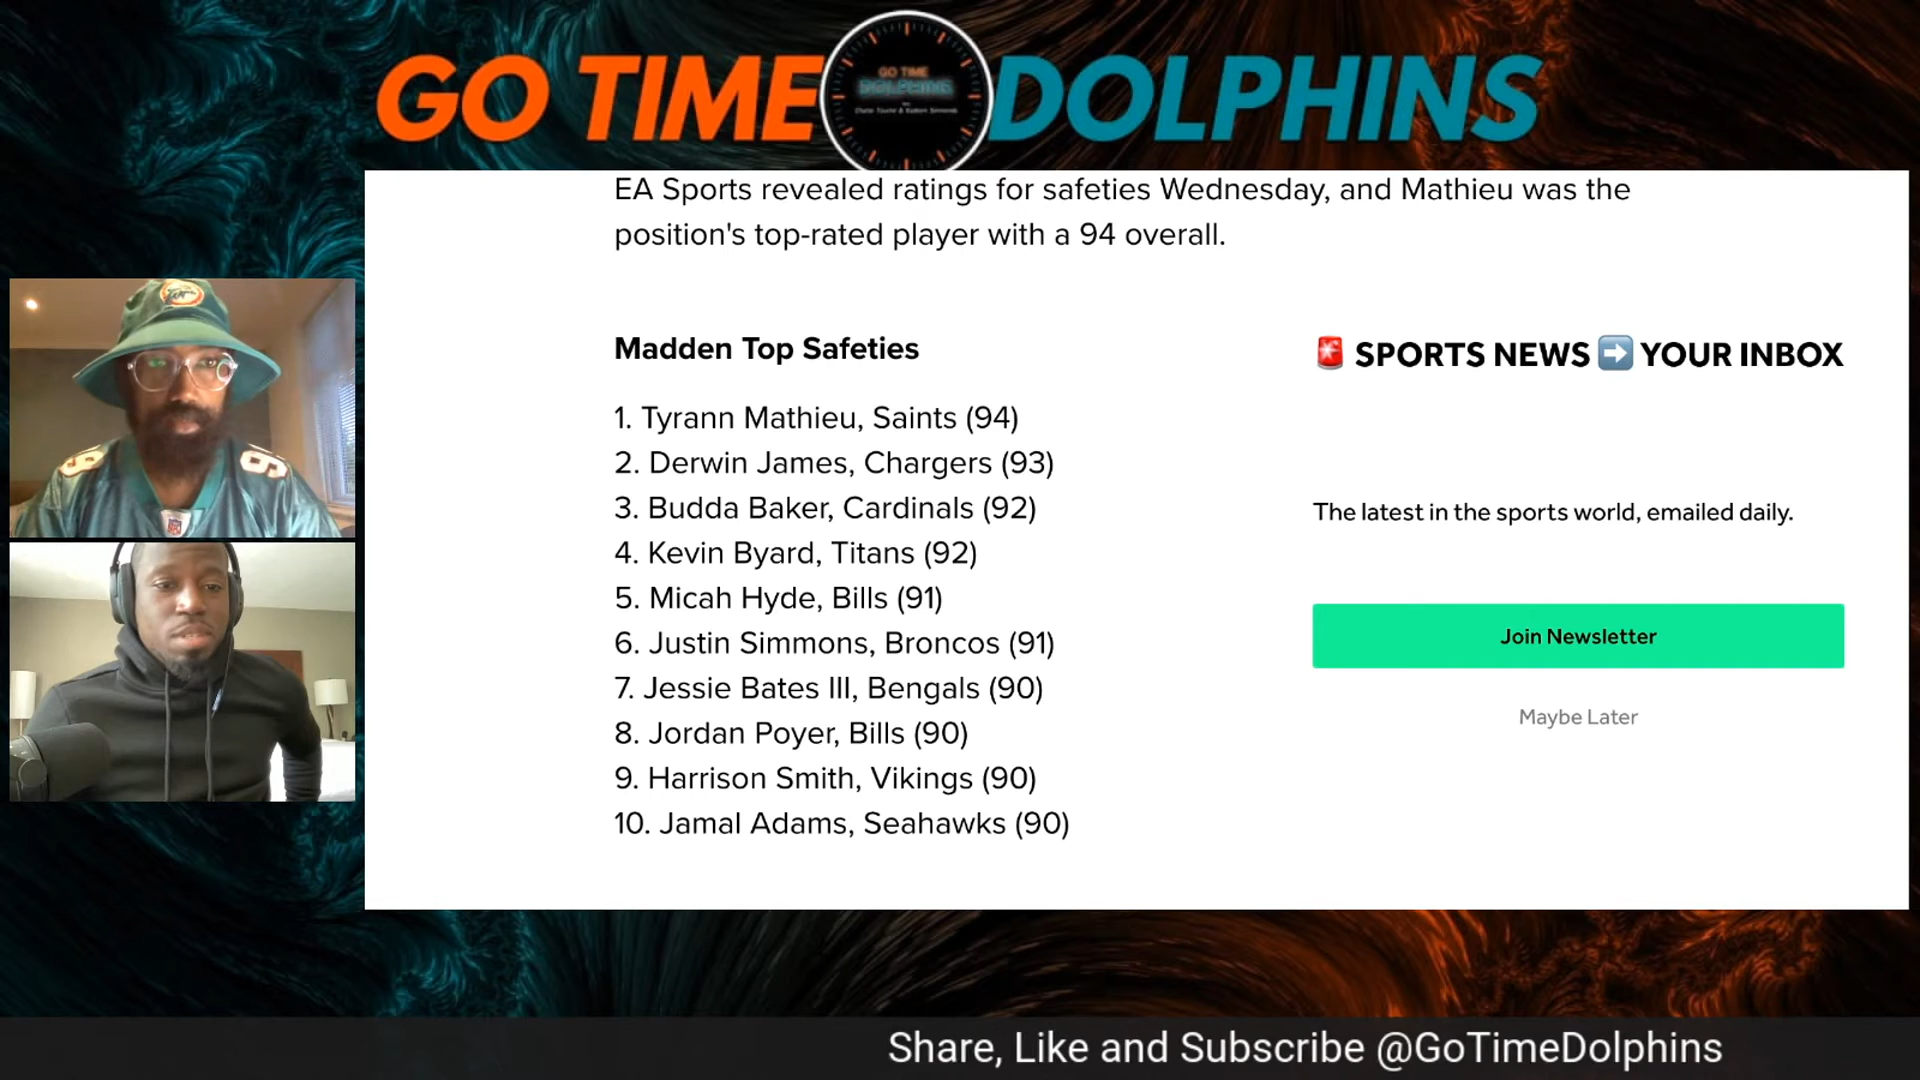 GO TIME DOLPHINS
GO TIME
DOLPHINS
EA Sports revealed ratings for safeties Wednesday, and Mathieu was the
position's top-rated player with a 94 overall.
Madden Top Safeties
1. Tyrann Mathieu, Saints (94)
2. Derwin James, Chargers (93)
3. Budda Baker, Cardinals (92)
4. Kevin Byard, Titans (92)
5. Micah Hyde, Bills (91)
6. Justin Simmons, Broncos (91)
7. Jessie Bates III, Bengals (90)
8. Jordan Poyer, Bills (90)
9. Harrison Smith, Vikings (90)
10. Jamal Adams, Seahawks (90)
🚨 SPORTS NEWS ➡️ YOUR INBOX
The latest in the sports world, emailed daily.
Join Newsletter
Maybe Later
Share, Like and Subscribe @GoTimeDolphins